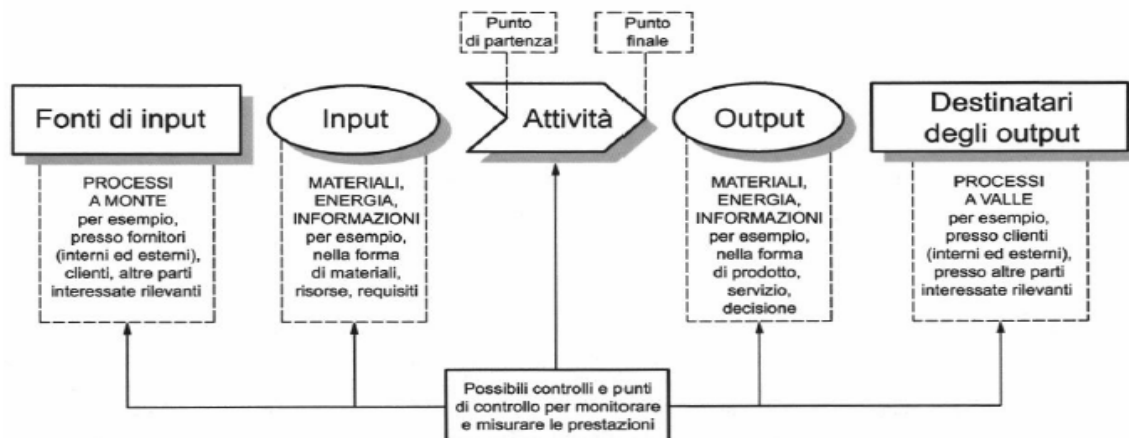 Punto
di partenza
Punto
finale
Fonti di input
Input
Attività
Output
Destinatari
degli output
PROCESSI
A MONTE
per esempio,
presso fornitori
(interni ed esterni),
clienti, altre parti
interessate rilevanti
MATERIALI,
ENERGIA,
INFORMAZIONI
per esempio,
nella forma
di materiali,
risorse, requisiti
MATERIALI,
ENERGIA,
INFORMAZIONI
per esempio,
nella forma
di prodotto,
servizio,
decisione
PROCESSI
A VALLE
per esempio,
presso clienti
(interni ed esterni),
presso altre parti
interessate rilevanti
Possibili controlli e punti
di controllo per monitorare
e misurare le prestazioni